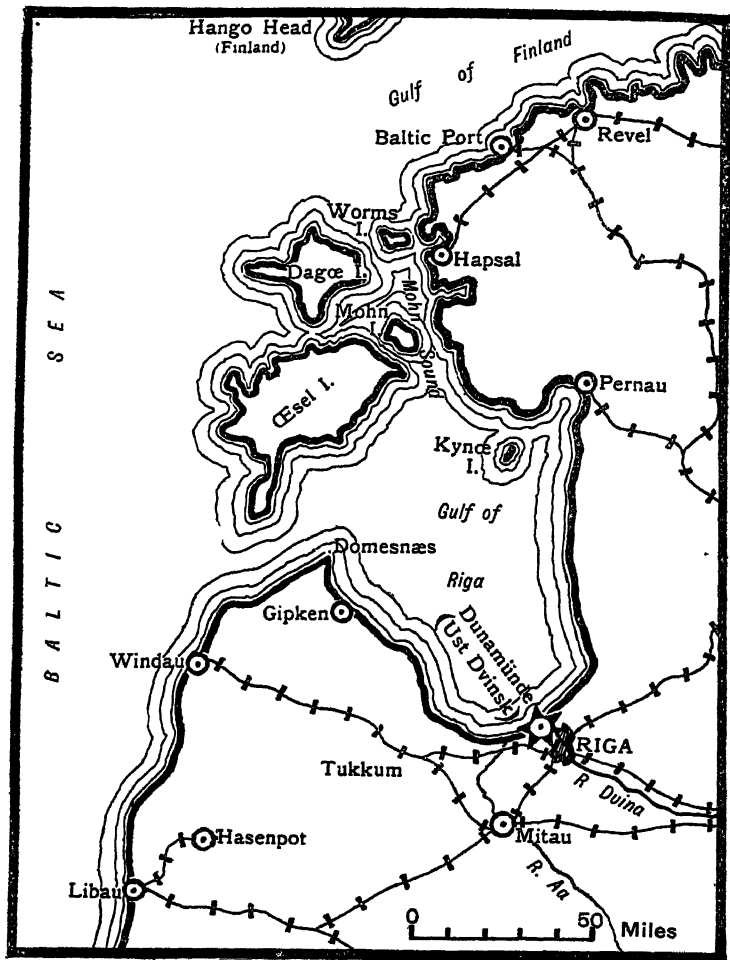 Hango Head
(Finland)
Gulf of Finland
Baltic Port
Revel
Worms
I.
Hapsal
Dagœ I.
Mohn
I.
Mohn
Sound
BALTIC SEA
Œsel I.
Pernau
Kynœ
I.
Gulf of
Riga
Domesnæs
Gipken
Dunamünde
(Ust Dvinsk)
Windau
RIGA
Tukkum
R Dvina
Hasenpot
Mitau
Libau
R. Aa
0 50 Miles